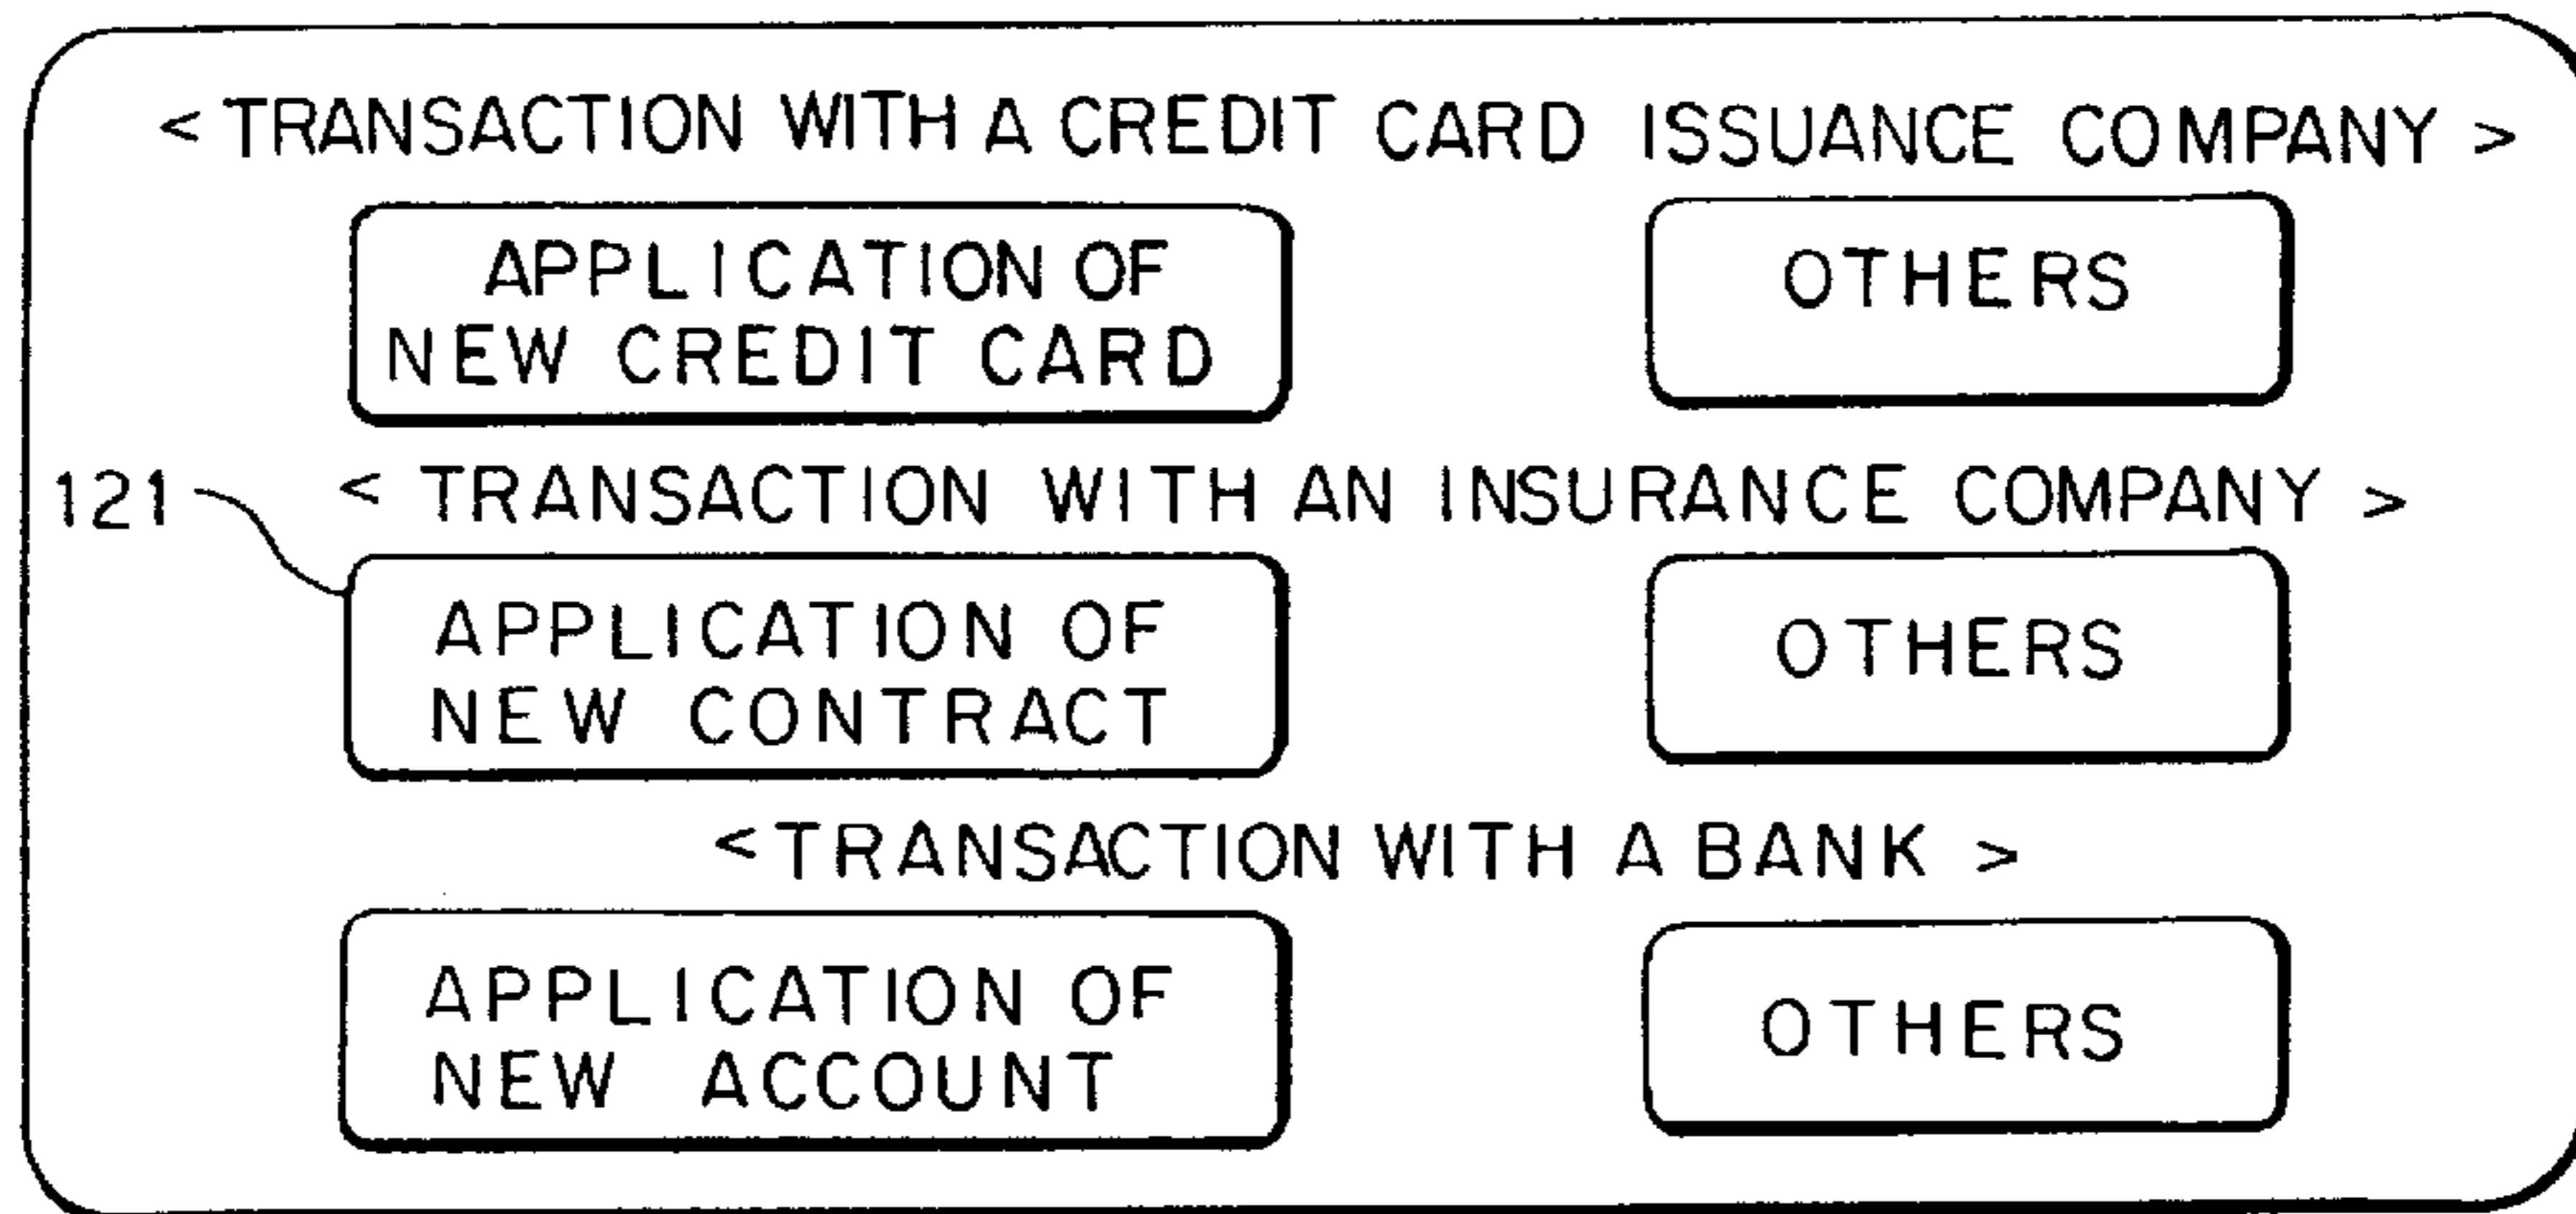 < TRANSACTION WITH A CREDIT CARD ISSUANCE COMPANY >
APPLICATION OF
NEW CREDIT CARD
OTHERS
121
< TRANSACTION WITH AN INSURANCE COMPANY >
APPLICATION OF
NEW CONTRACT
OTHERS
< TRANSACTION WITH A BANK >
APPLICATION OF
NEW ACCOUNT
OTHERS